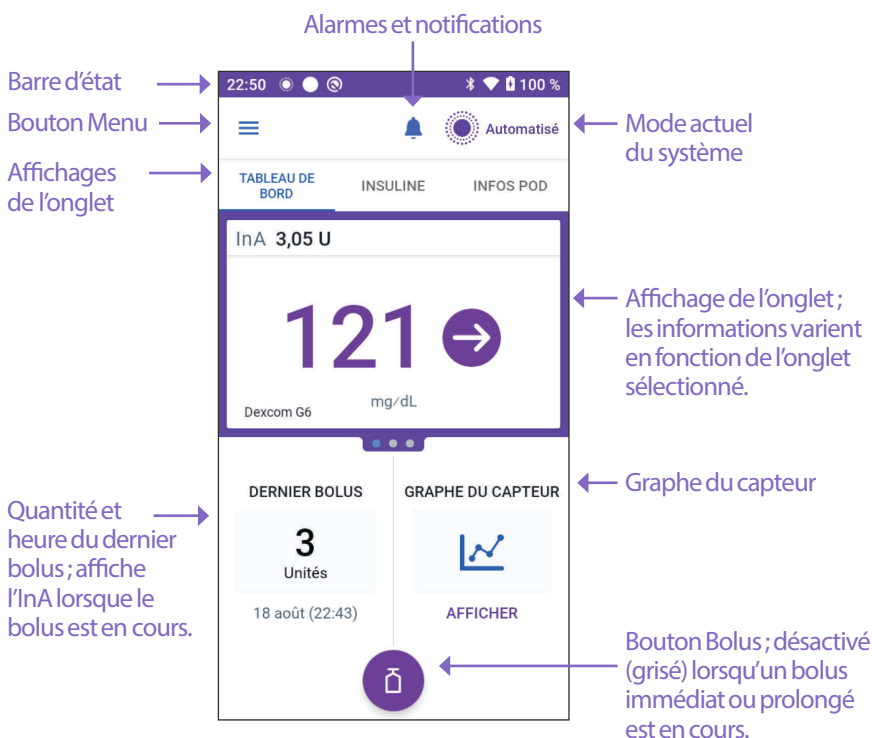 Alarmes et notifications
Barre d'état
22:50
100 %
Bouton Menu
Automatisé
Mode actuel
du système
Affichages
de l'onglet
TABLEAU DE
BORD
INSULINE
INFOS POD
InA 3,05 U
121
mg/dL
Dexcom G6
Affichage de l'onglet ;
les informations varient
en fonction de l'onglet
sélectionné.
DERNIER BOLUS
GRAPHE DU CAPTEUR
Graphe du capteur
Quantité et
heure du dernier
bolus ; affiche
l'InA lorsque le
bolus est en cours.
3
Unités
18 août (22:43)
AFFICHER
Bouton Bolus ; désactivé
(grisé) lorsqu'un bolus
immédiat ou prolongé
est en cours.